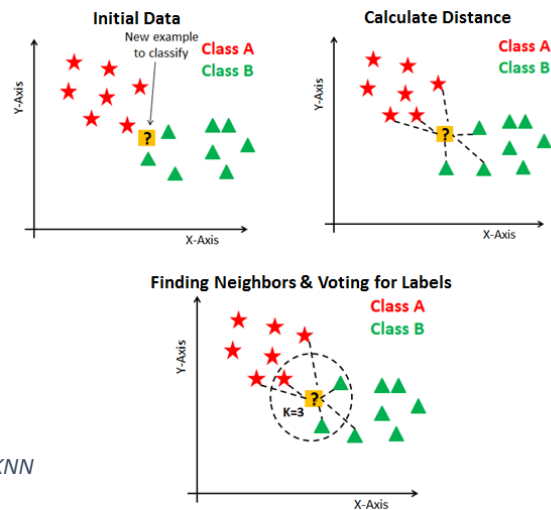 Initial Data
New example
to classify
Class A
Class B
?
Y-Axis
X-Axis
Calculate Distance
Class A
Class B
?
Y-Axis
X-Axis
Finding Neighbors & Voting for Labels
Class A
Class B
?
K=3
Y-Axis
X-Axis
KNN